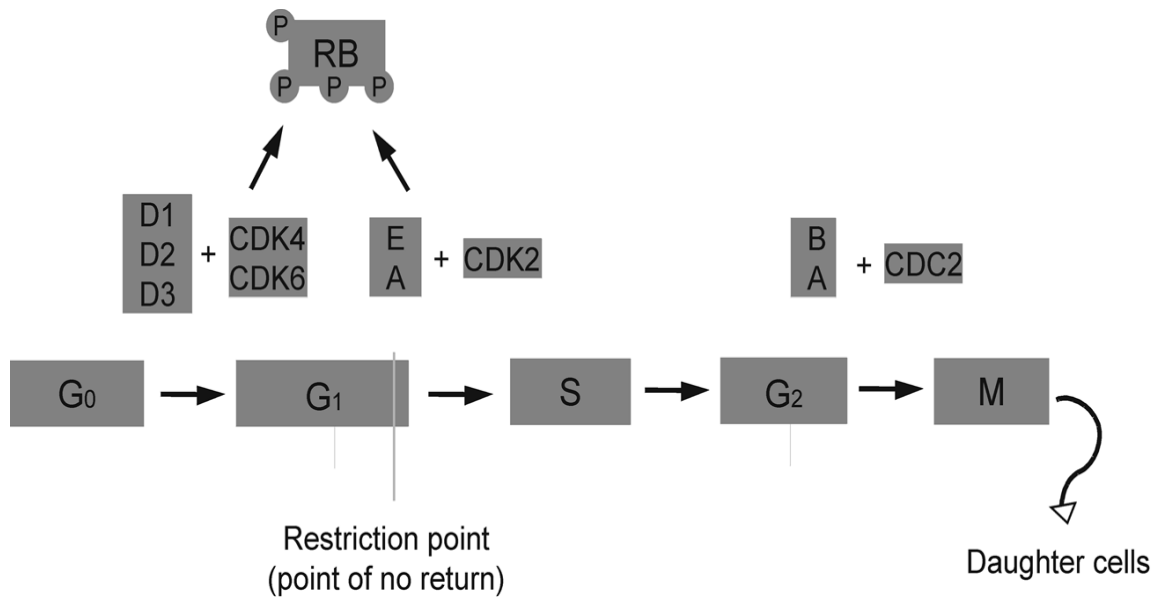 P
RB
P P P
D1
D2
D3
+
CDK4
CDK6
E
A
+
CDK2
B
A
+
CDC2
G0
G1
S
G2
M
Restriction point
(point of no return)
Daughter cells